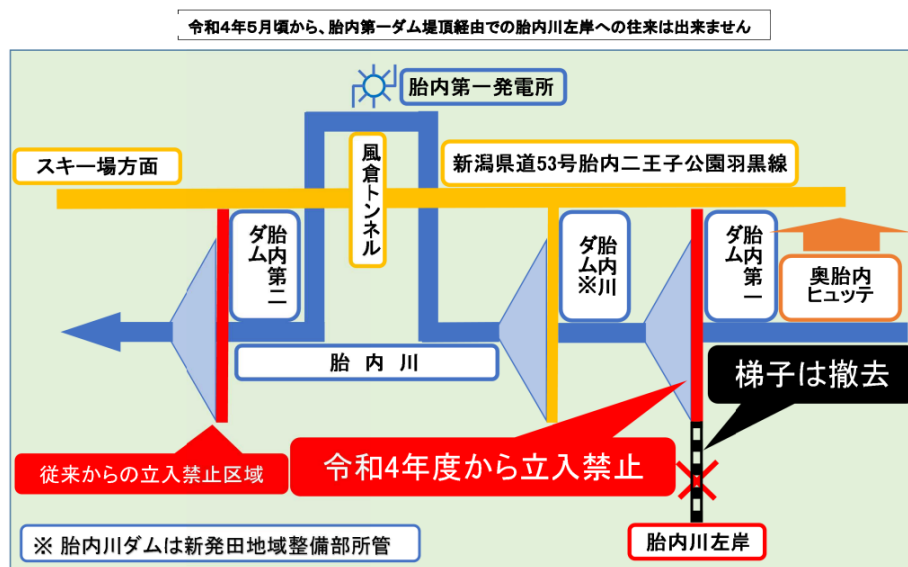 令和4年5月頃から、胎内第一ダム堤頂経由での胎内川左岸への往来は出来ません
胎内第一発電所
スキー場方面
風倉トンネル
新潟県道53号胎内二王子公園羽黒線
胎内第二
ダム
胎内川
ダム※
胎内第一
ダム
奥胎内
ヒュッテ
胎内川
梯子は撤去
従来からの立入禁止区域
令和4年度から立入禁止
※ 胎内川ダムは新発田地域整備部所管
胎内川左岸